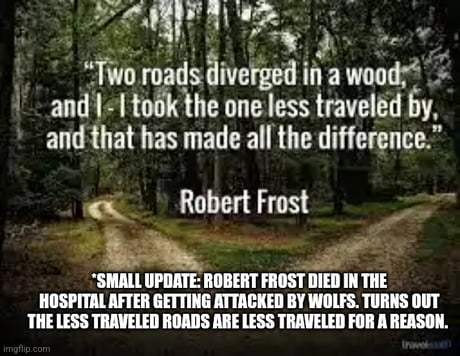 “Two roads diverged in a wood,
and I - I took the one less traveled by,
and that has made all the difference.”
Robert Frost
*SMALL UPDATE: ROBERT FROST DIED IN THE
HOSPITAL AFTER GETTING ATTACKED BY WOLFS. TURNS OUT
THE LESS TRAVELED ROADS ARE LESS TRAVELED FOR A REASON.
imgflip.com